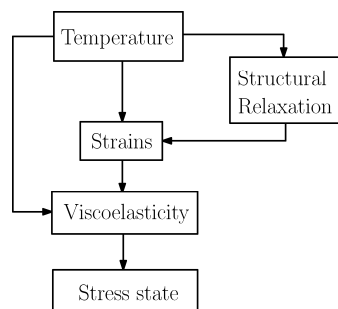 Temperature
Structural
Relaxation
Strains
Viscoelasticity
Stress state